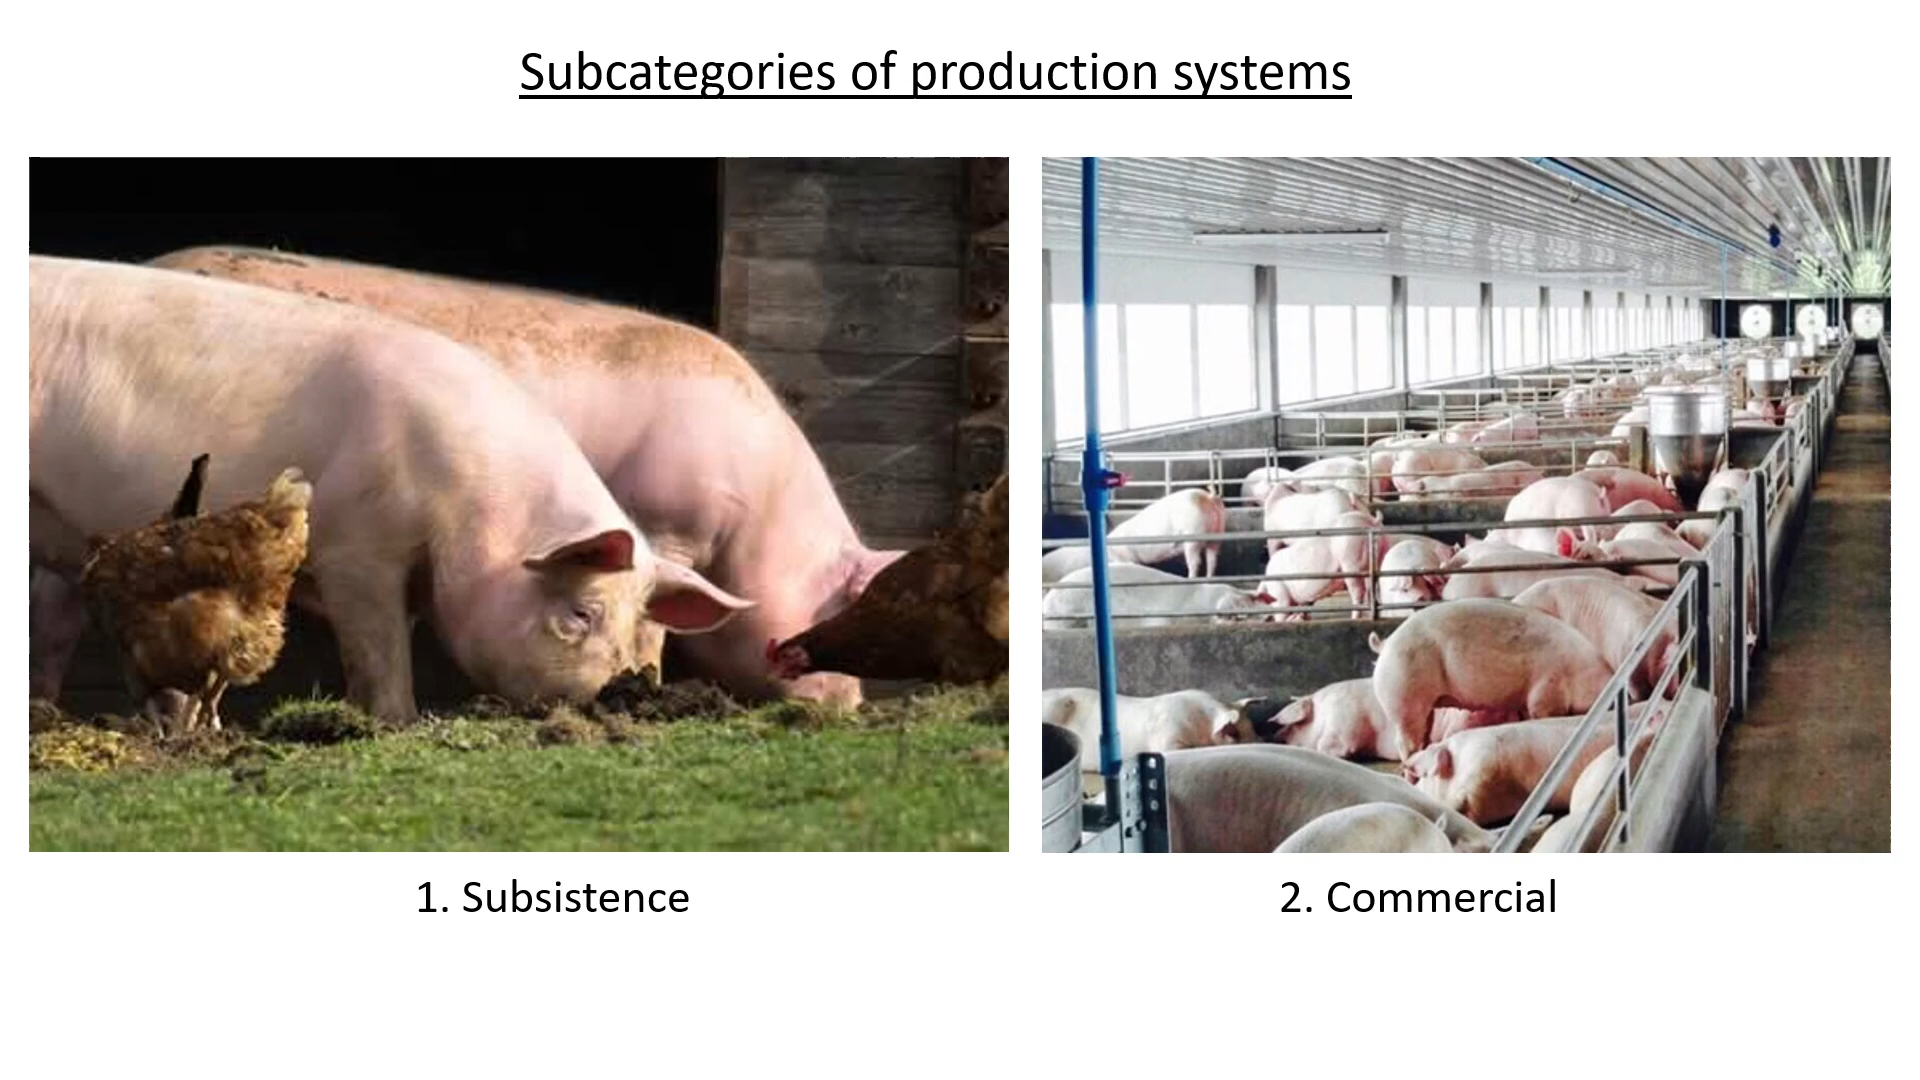 Subcategories of production systems
1. Subsistence
2. Commercial